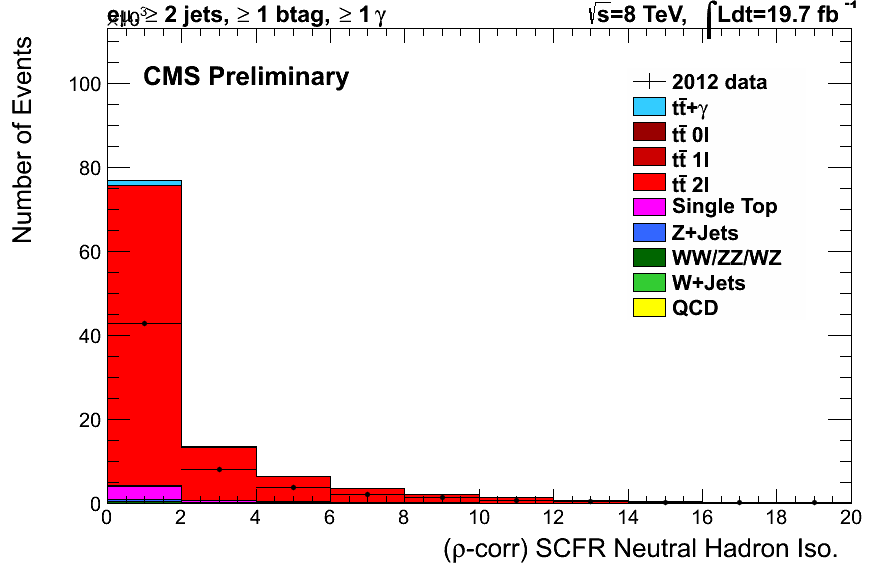 eμ, ≥ 2 jets, ≥ 1 btag, ≥ 1 γ
×10³
√s=8 TeV, ∫Ldt=19.7 fb⁻¹
CMS Preliminary
Number of Events
100
80
60
40
20
0
2012 data
tt̄+γ
tt̄ 0l
tt̄ 1l
tt̄ 2l
Single Top
Z+Jets
WW/ZZ/WZ
W+Jets
QCD
0 2 4 6 8 10 12 14 16 18 20
(ρ-corr) SCFR Neutral Hadron Iso.